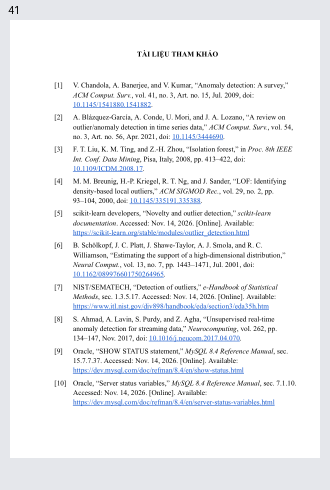 41
TÀI LIỆU THAM KHẢO
[1] V. Chandola, A. Banerjee, and V. Kumar, “Anomaly detection: A survey,”
ACM Comput. Surv., vol. 41, no. 3, Art. no. 15, Jul. 2009, doi:
10.1145/1541880.1541882.
[2] A. Blázquez-García, A. Conde, U. Mori, and J. A. Lozano, “A review on
outlier/anomaly detection in time series data,” ACM Comput. Surv., vol. 54,
no. 3, Art. no. 56, Apr. 2021, doi: 10.1145/3444690.
[3] F. T. Liu, K. M. Ting, and Z.-H. Zhou, “Isolation forest,” in Proc. 8th IEEE
Int. Conf. Data Mining, Pisa, Italy, 2008, pp. 413–422, doi:
10.1109/ICDM.2008.17.
[4] M. M. Breunig, H.-P. Kriegel, R. T. Ng, and J. Sander, “LOF: Identifying
density-based local outliers,” ACM SIGMOD Rec., vol. 29, no. 2, pp.
93–104, 2000, doi: 10.1145/335191.335388.
[5] scikit-learn developers, “Novelty and outlier detection,” scikit-learn
documentation. Accessed: Nov. 14, 2026. [Online]. Available:
https://scikit-learn.org/stable/modules/outlier_detection.html
[6] B. Schölkopf, J. C. Platt, J. Shawe-Taylor, A. J. Smola, and R. C.
Williamson, “Estimating the support of a high-dimensional distribution,”
Neural Comput., vol. 13, no. 7, pp. 1443–1471, Jul. 2001, doi:
10.1162/089976601750264965.
[7] NIST/SEMATECH, “Detection of outliers,” e-Handbook of Statistical
Methods, sec. 1.3.5.17. Accessed: Nov. 14, 2026. [Online]. Available:
https://www.itl.nist.gov/div898/handbook/eda/section3/eda35h.htm
[8] S. Ahmad, A. Lavin, S. Purdy, and Z. Agha, “Unsupervised real-time
anomaly detection for streaming data,” Neurocomputing, vol. 262, pp.
134–147, Nov. 2017, doi: 10.1016/j.neucom.2017.04.070.
[9] Oracle, “SHOW STATUS statement,” MySQL 8.4 Reference Manual, sec.
15.7.7.37. Accessed: Nov. 14, 2026. [Online]. Available:
https://dev.mysql.com/doc/refman/8.4/en/show-status.html
[10] Oracle, “Server status variables,” MySQL 8.4 Reference Manual, sec. 7.1.10.
Accessed: Nov. 14, 2026. [Online]. Available:
https://dev.mysql.com/doc/refman/8.4/en/server-status-variables.html